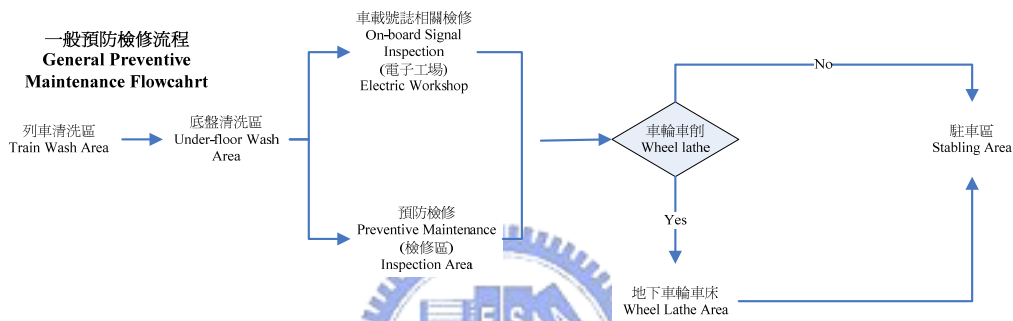 一般預防檢修流程
General Preventive
Maintenance Flowcahrt
列車清洗區
Train Wash Area
底盤清洗區
Under-floor Wash
Area
車載號誌相關檢修
On-board Signal
Inspection
(電子工場)
Electric Workshop
預防檢修
Preventive Maintenance
(檢修區)
Inspection Area
車輪車削
Wheel lathe
No
Yes
地下車輪車床
Wheel Lathe Area
駐車區
Stabling Area